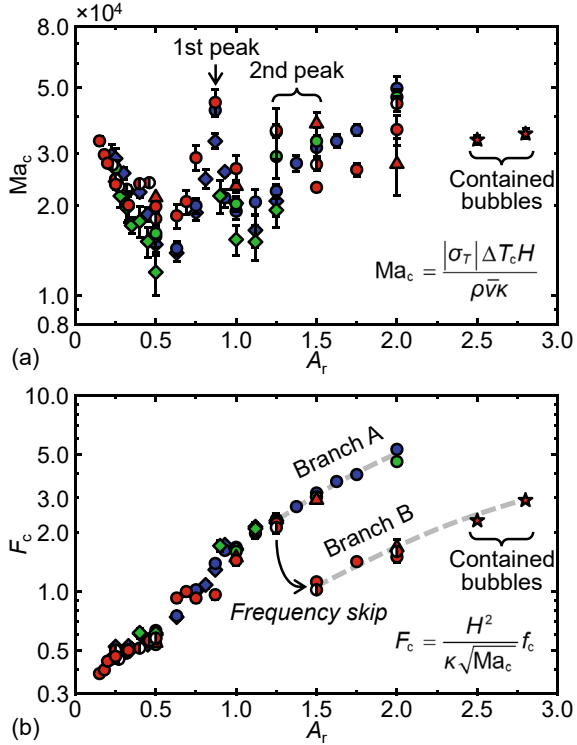 × 10⁴
8.0
5.0
3.0
2.0
1.0
0.8
Ma_c
1st peak
2nd peak
Contained
bubbles
Ma_c = |σ_T| ΔT_c H / ρν̄κ
0 0.5 1.0 1.5 2.0 2.5 3.0
(a)
A_r
10.0
5.0
3.0
2.0
1.0
0.5
0.3
F_c
Branch A
Branch B
Frequency skip
Contained
bubbles
F_c = H² / κ√Ma_c f_c
0 0.5 1.0 1.5 2.0 2.5 3.0
(b)
A_r